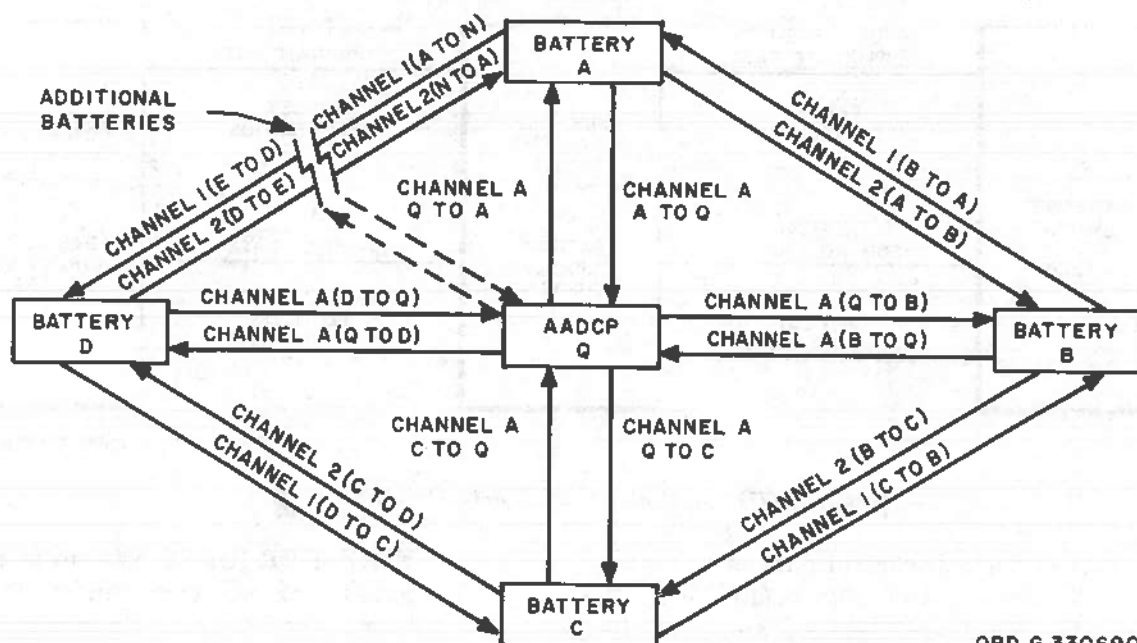 BATTERY
A
ADDITIONAL
BATTERIES
CHANNEL 1 (A TO N)
CHANNEL 2 (N TO A)
CHANNEL 1 (E TO D)
CHANNEL 2 (D TO E)
CHANNEL 1 (B TO A)
CHANNEL 2 (A TO B)
CHANNEL A
Q TO A
CHANNEL A
A TO Q
BATTERY
D
CHANNEL A (D TO Q)
CHANNEL A (Q TO D)
AADCP
Q
CHANNEL A (Q TO B)
CHANNEL A (B TO Q)
BATTERY
B
CHANNEL 2 (C TO D)
CHANNEL 1 (D TO C)
CHANNEL A
C TO Q
CHANNEL A
Q TO C
CHANNEL 2 (B TO C)
CHANNEL 1 (C TO B)
BATTERY
C
ORD G 330690